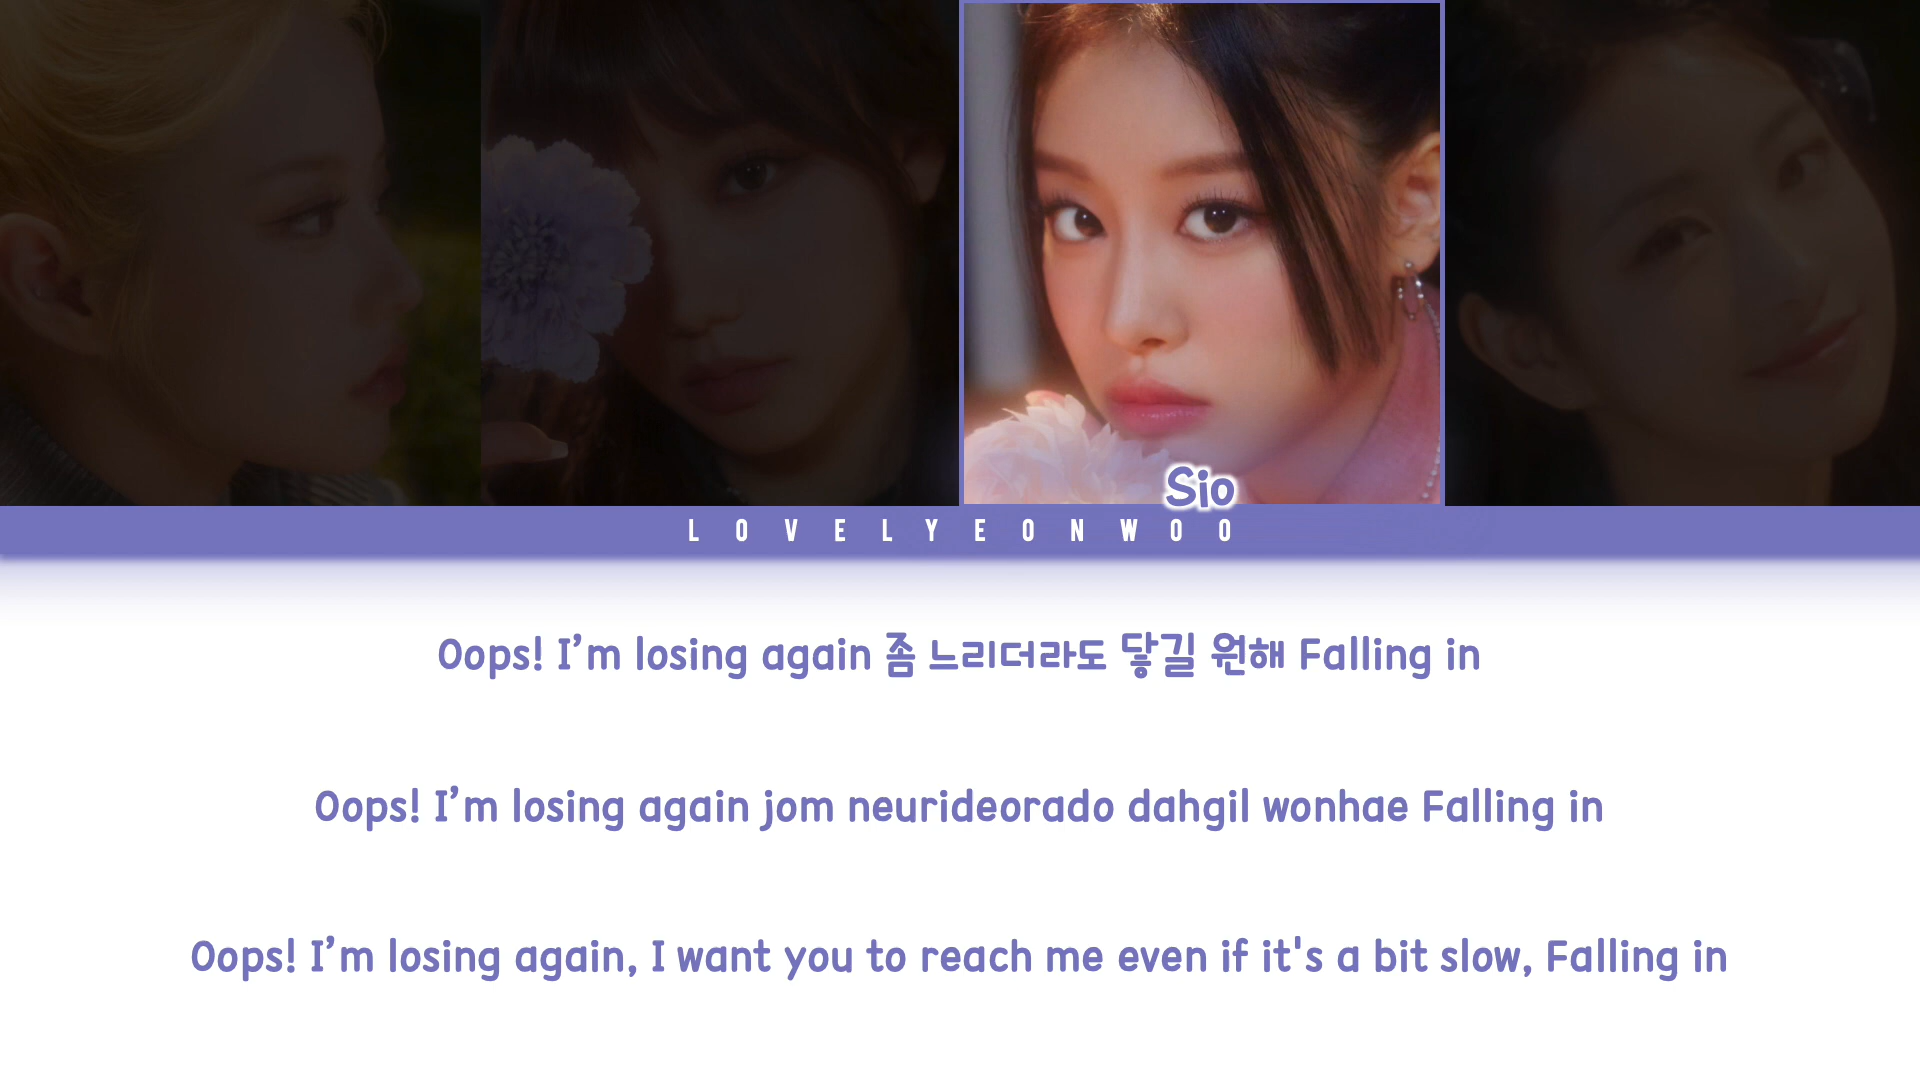 Sio
LOVELYEONWOO
Oops! I’m losing again 좀 느리더라도 닿길 원해 Falling in
Oops! I’m losing again jom neurideorado dahgil wonhae Falling in
Oops! I’m losing again, I want you to reach me even if it's a bit slow, Falling in